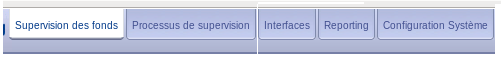 Supervision des fonds Processus de supervision Interfaces Reporting Configuration Système